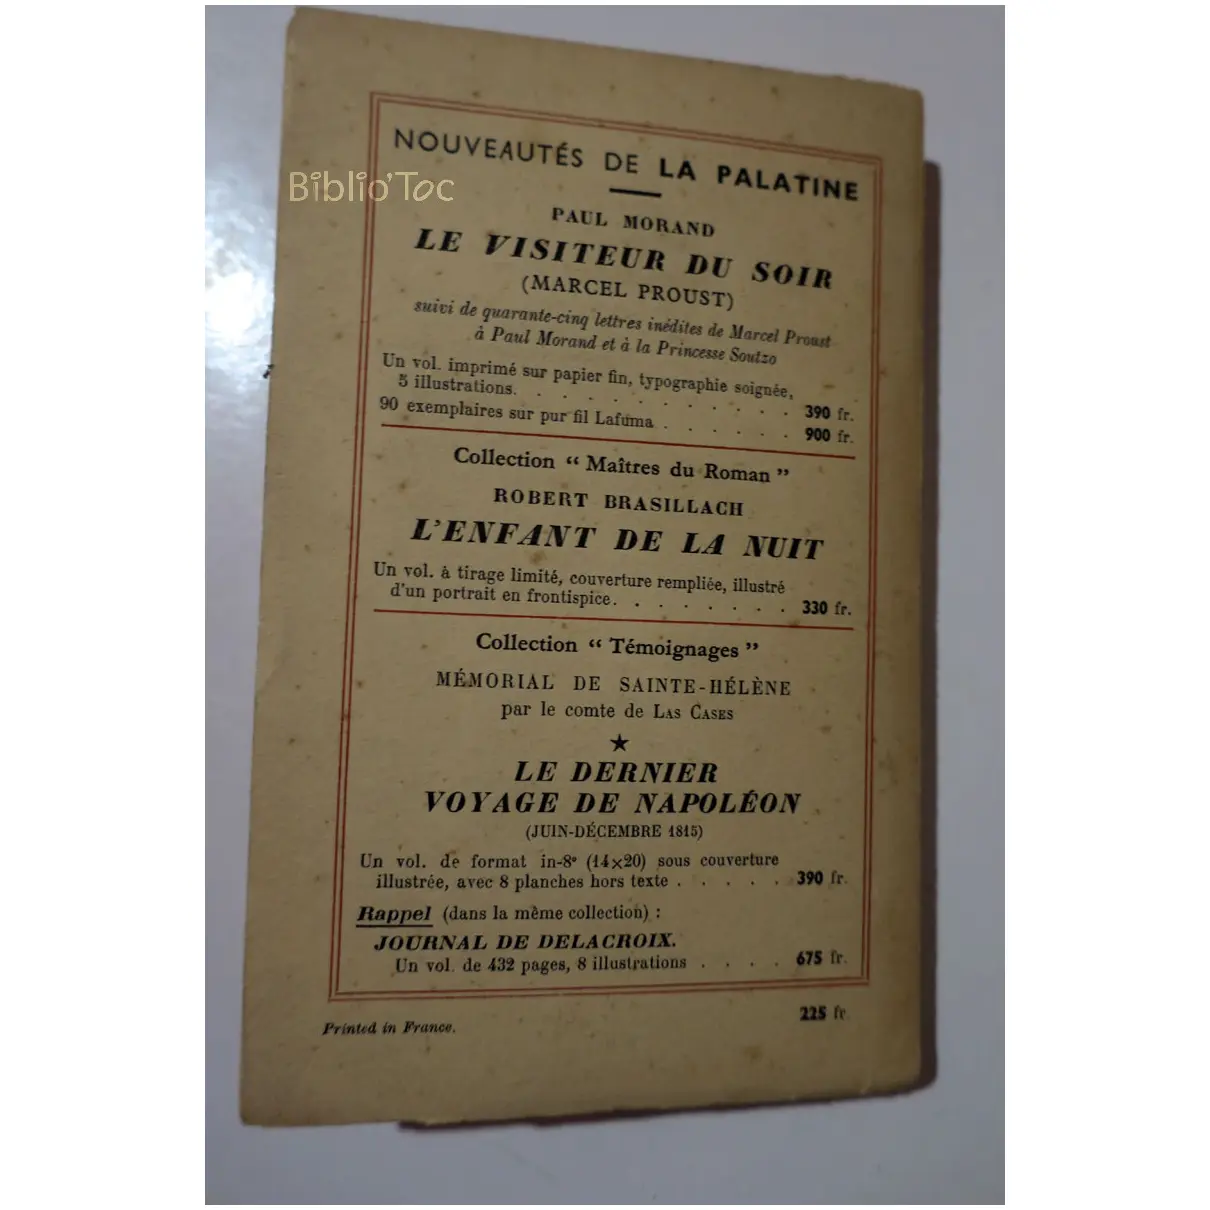 NOUVEAUTÉS DE LA PALATINE
Biblio'Toc
PAUL MORAND
LE VISITEUR DU SOIR
(MARCEL PROUST)
suivi de quarante-cinq lettres inédites de Marcel Proust
à Paul Morand et à la Princesse Soutzo
Un vol. imprimé sur papier fin, typographie soignée,
5 illustrations. . . . . . . . . . . . 390 fr.
90 exemplaires sur pur fil Lafuma . . . . . . 900 fr.
Collection “ Maîtres du Roman ”
ROBERT BRASILLACH
L'ENFANT DE LA NUIT
Un vol. à tirage limité, couverture rempliée, illustré
d'un portrait en frontispice. . . . . . . . 330 fr.
Collection “ Témoignages ”
MÉMORIAL DE SAINTE-HÉLÈNE
par le comte de LAS CASES
★
LE DERNIER
VOYAGE DE NAPOLÉON
(JUIN-DÉCEMBRE 1815)
Un vol. de format in-8° (14×20) sous couverture
illustrée, avec 8 planches hors texte . . . . . 390 fr.
Rappel (dans la même collection) :
JOURNAL DE DELACROIX.
Un vol. de 432 pages, 8 illustrations . . . . 675 fr.
225 fr
Printed in France.